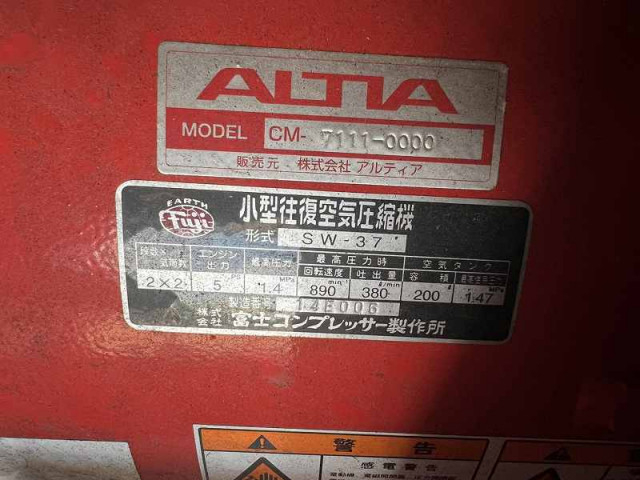 ALTIA
MODEL CM- 7111-0000
販売元 株式会社 アルティア
EARTH
Fuji
小型往復空気圧縮機
形式 SW-37
エンジン
出力
最高圧力
最高圧力時
回転速度
吐出量
空気タンク
容積
2×2 5 1.4 MPa 890 380 ℓ/min 200 ℓ 1.47
製造番号
株式
会社 富士コンプレッサー製作所
警告
感電警告